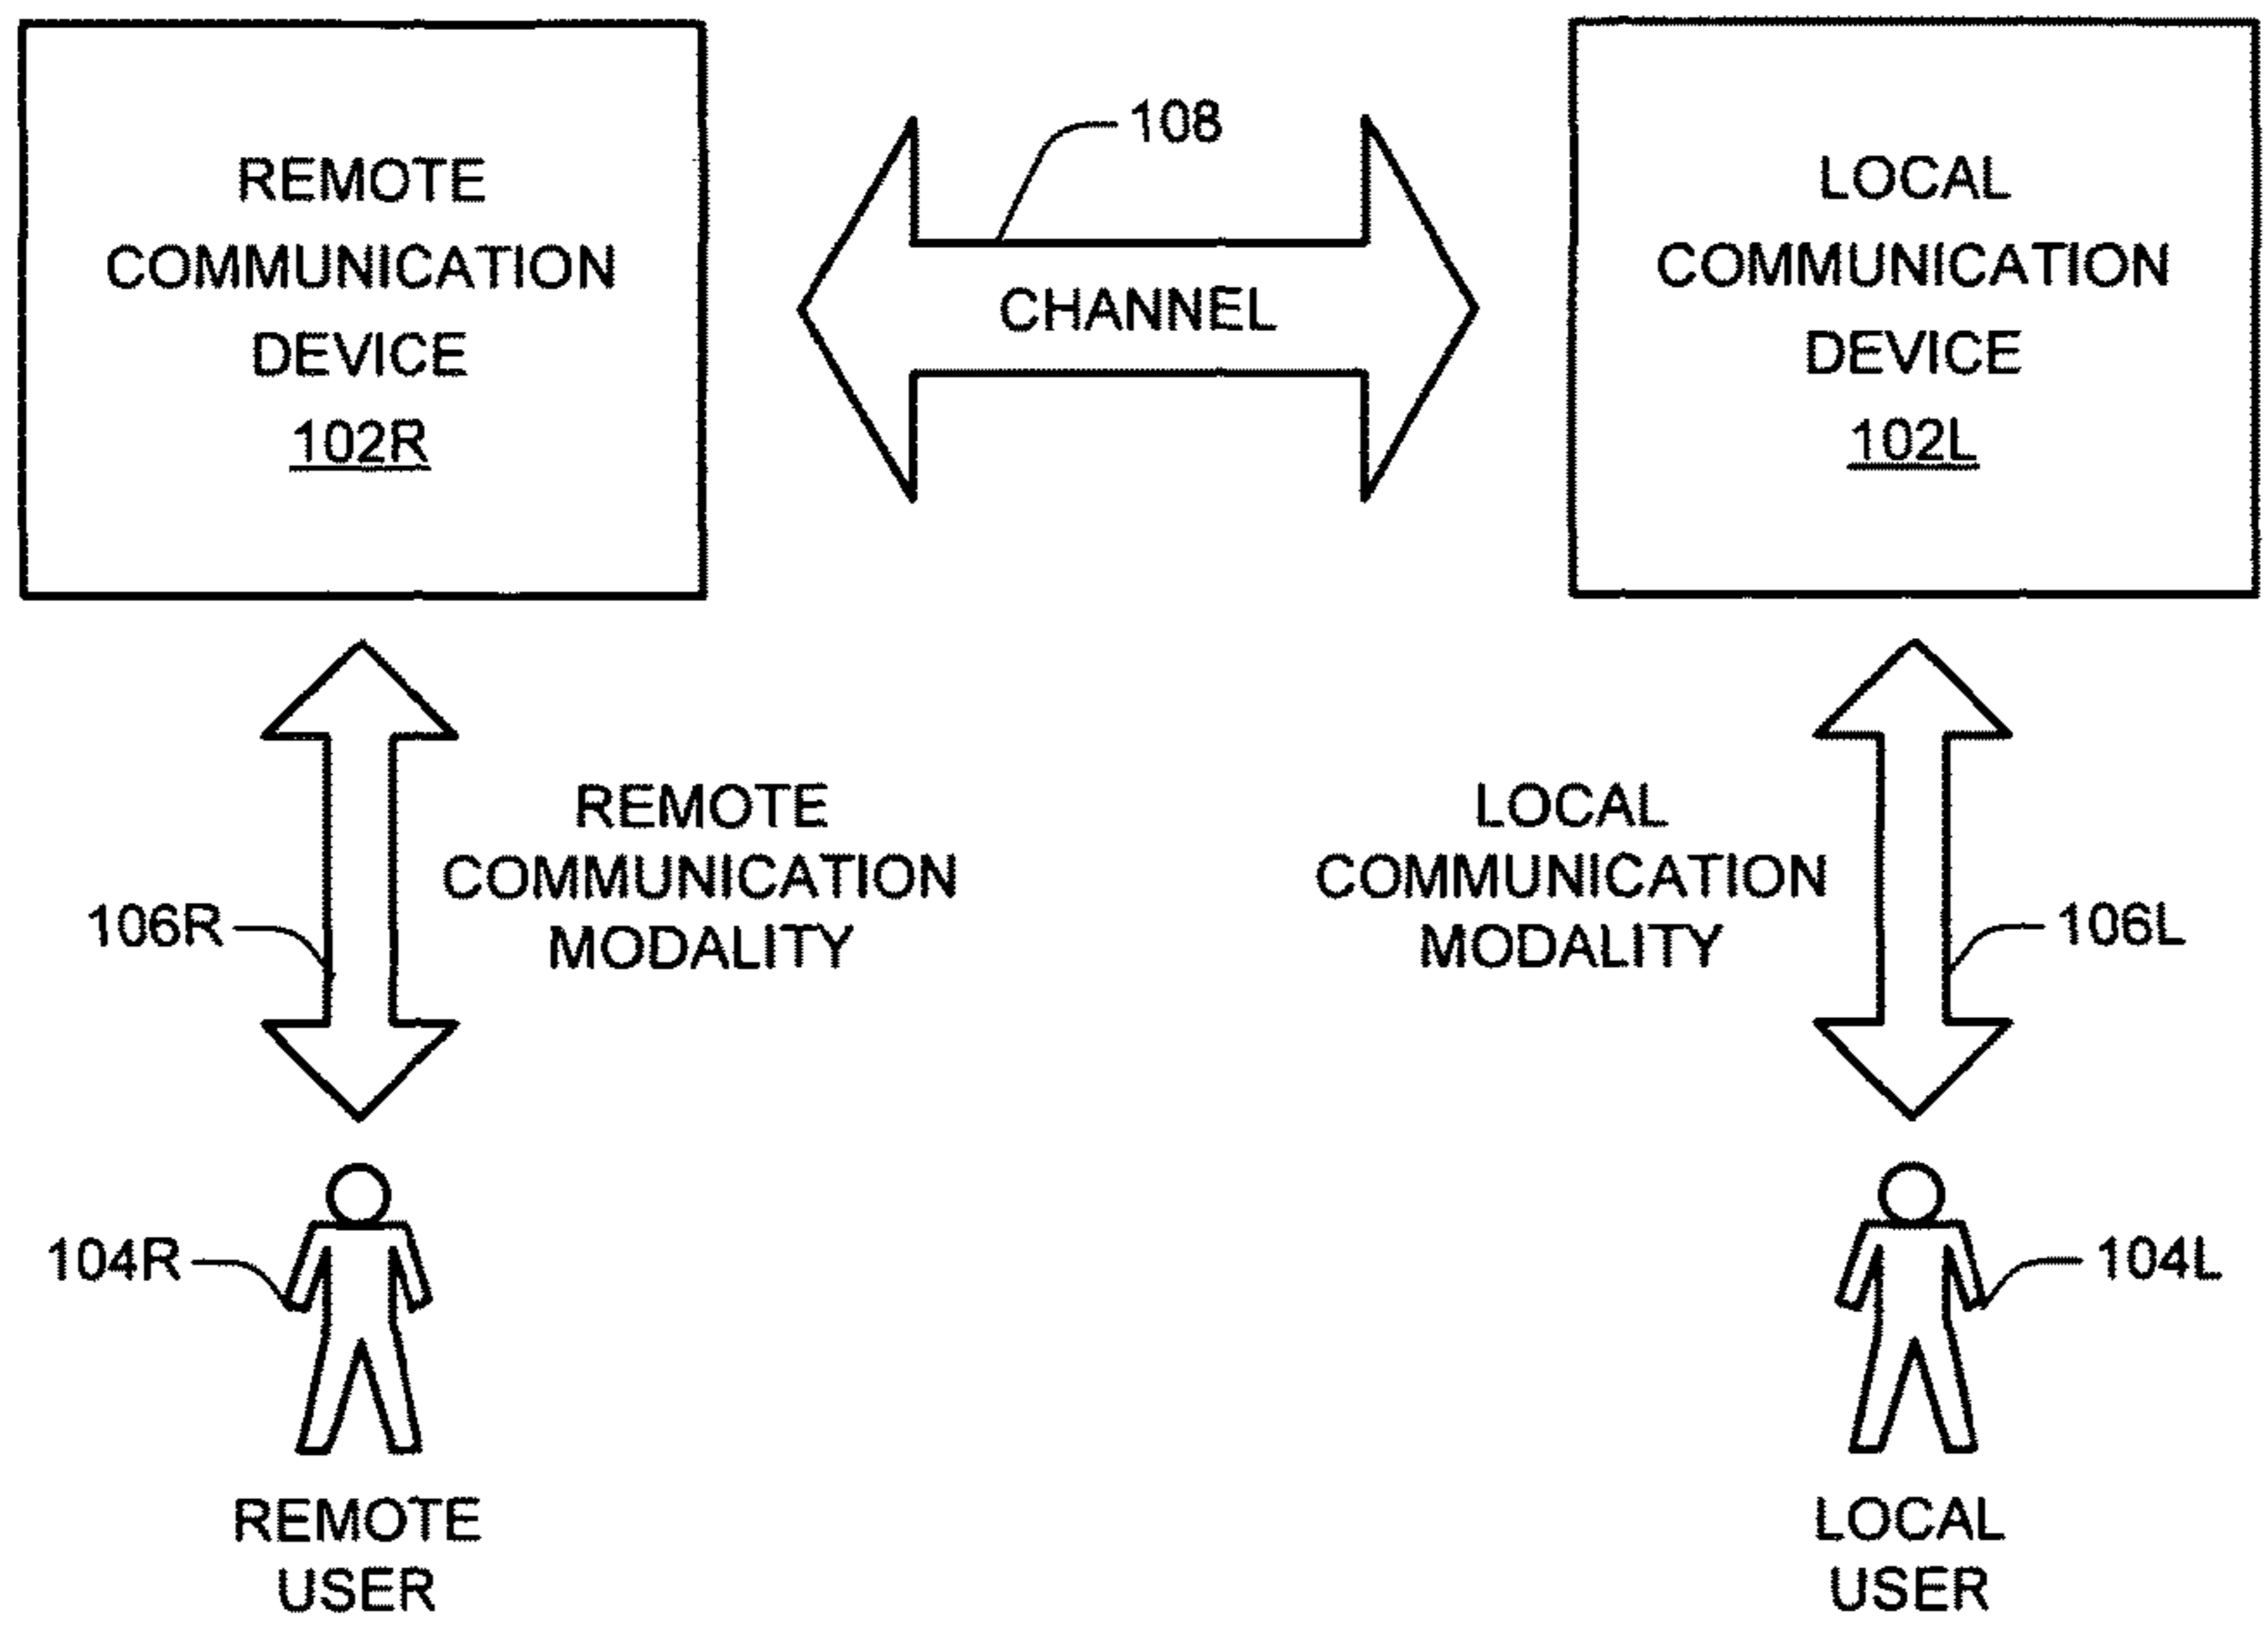 REMOTE
COMMUNICATION
DEVICE
102R
108
CHANNEL
LOCAL
COMMUNICATION
DEVICE
102L
REMOTE
COMMUNICATION
MODALITY
106R
LOCAL
COMMUNICATION
MODALITY
106L
104R
REMOTE
USER
104L
LOCAL
USER